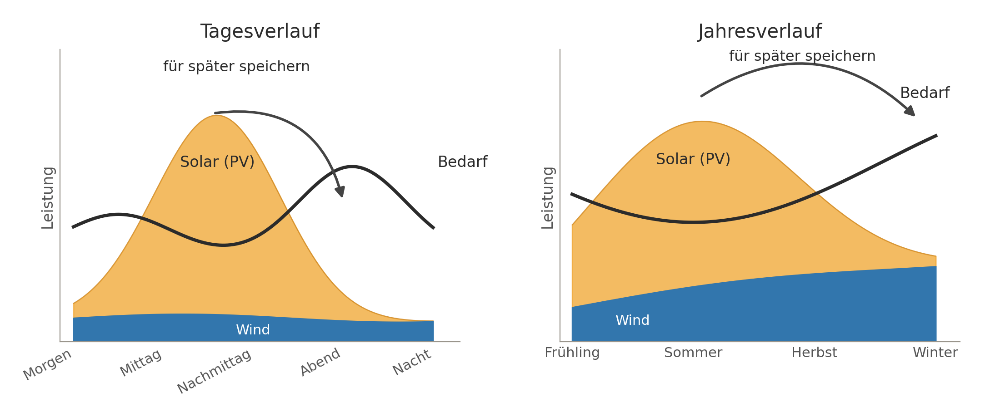 Tagesverlauf
für später speichern
Solar (PV)
Bedarf
Leistung
Wind
Morgen
Mittag
Nachmittag
Abend
Nacht
Jahresverlauf
für später speichern
Bedarf
Solar (PV)
Leistung
Wind
Frühling
Sommer
Herbst
Winter